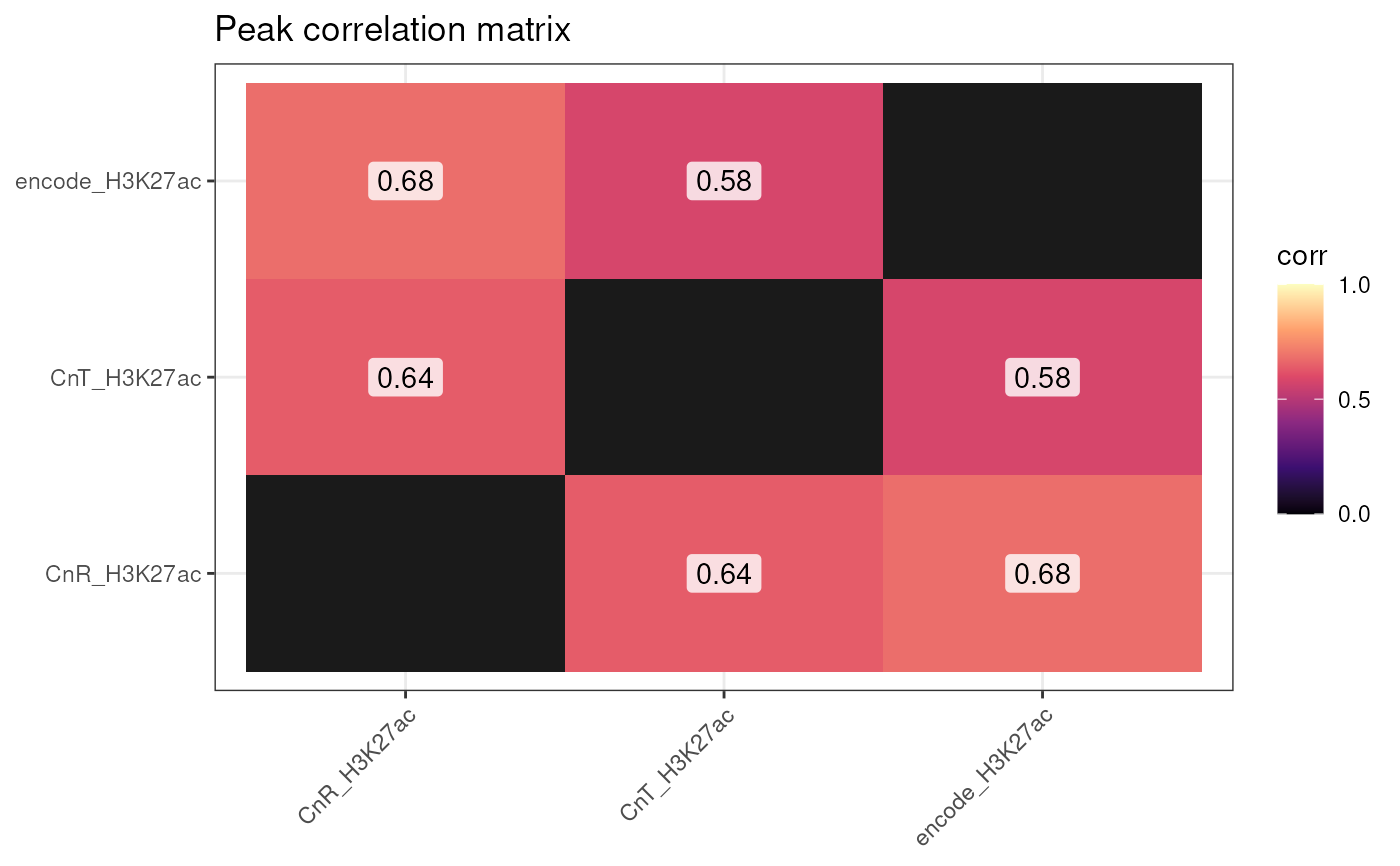 Peak correlation matrix
encode_H3K27ac
0.68
0.58
CnT_H3K27ac
0.64
0.58
CnR_H3K27ac
0.64
0.68
CnR_H3K27ac
CnT_H3K27ac
encode_H3K27ac
corr
1.0
0.5
0.0